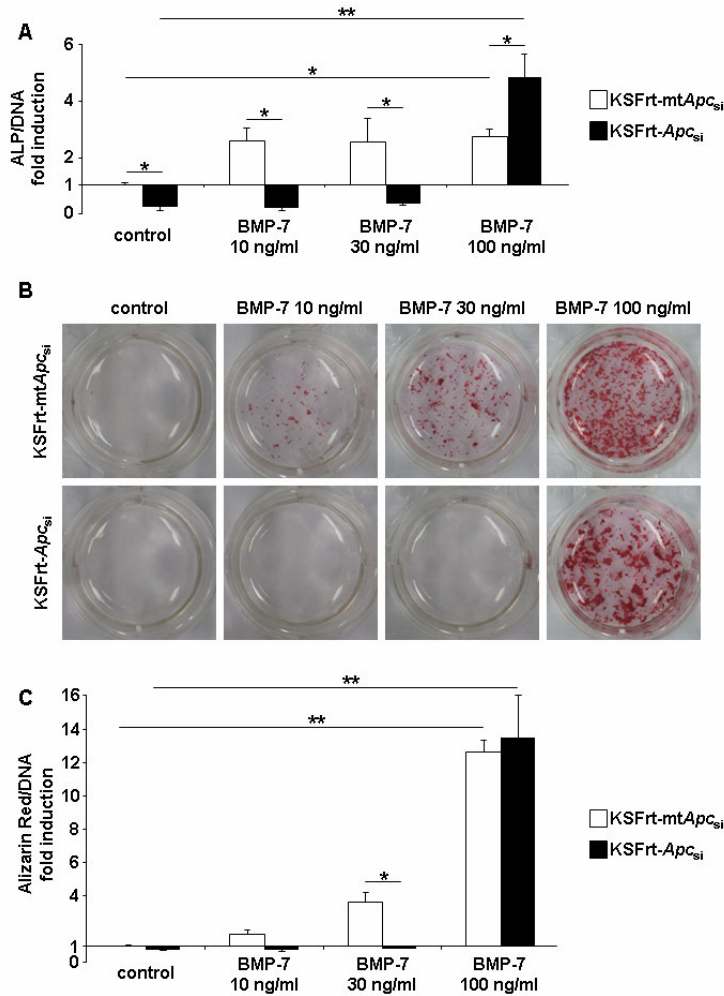 A
ALP/DNA
fold induction
6
4
2
1
0
**
*
*
*
*
*
control
BMP-7
10 ng/ml
BMP-7
30 ng/ml
BMP-7
100 ng/ml
KSFrt-mtApcsi
KSFrt-Apcsi
B
control
BMP-7 10 ng/ml
BMP-7 30 ng/ml
BMP-7 100 ng/ml
KSFrt-mtApcsi
KSFrt-Apcsi
C
Alizarin Red/DNA
fold induction
16
14
12
10
4
1
0
**
**
*
control
BMP-7
10 ng/ml
BMP-7
30 ng/ml
BMP-7
100 ng/ml
KSFrt-mtApcsi
KSFrt-Apcsi